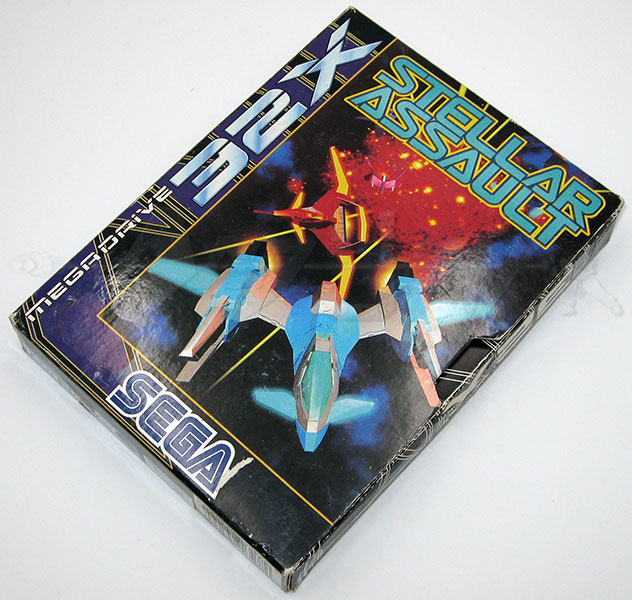 MEGADRIVE 32X
STELLAR
ASSAULT
SEGA